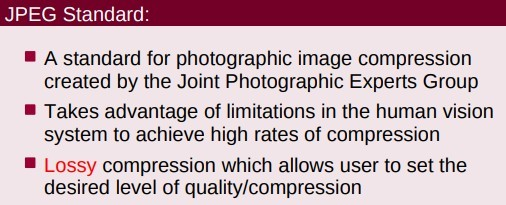 JPEG Standard:
A standard for photographic image compression
created by the Joint Photographic Experts Group
Takes advantage of limitations in the human vision
system to achieve high rates of compression
Lossy compression which allows user to set the
desired level of quality/compression